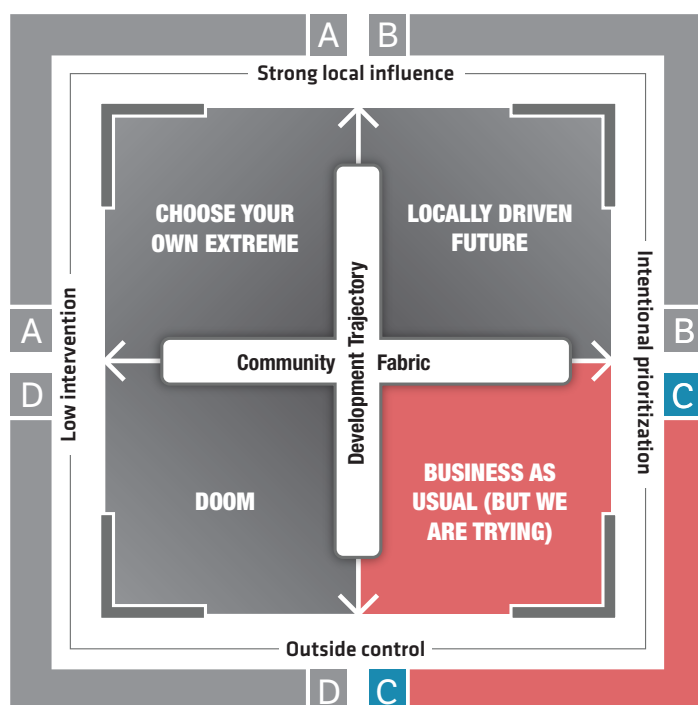 A B
Strong local influence
CHOOSE YOUR
OWN EXTREME
LOCALLY DRIVEN
FUTURE
A
B
Low intervention
Intentional prioritization
Development Trajectory
Community Fabric
D
C
DOOM
BUSINESS AS
USUAL (BUT WE
ARE TRYING)
Outside control
D C